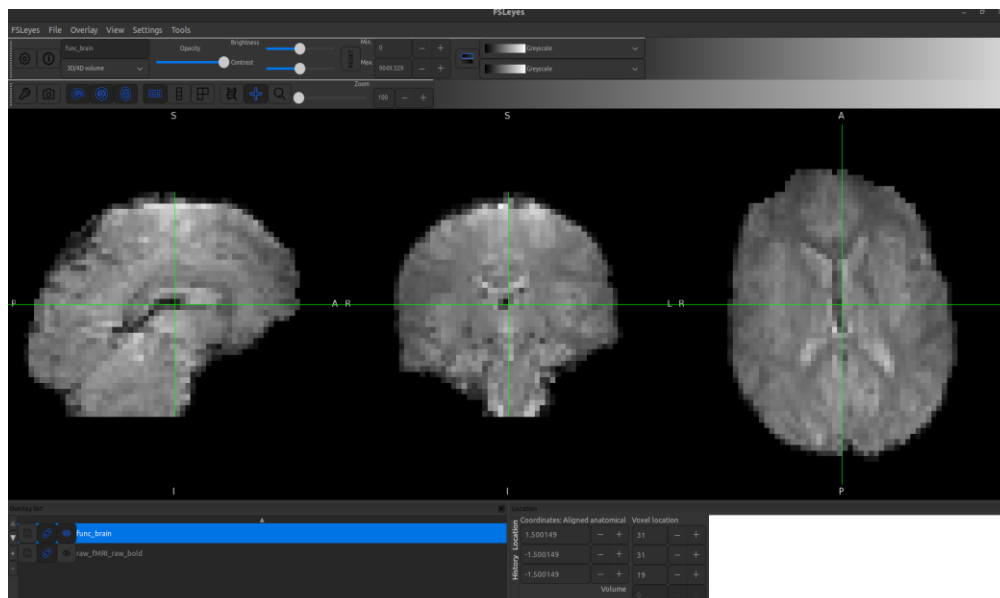 FSLeyes
FSLeyes File Overlay View Settings Tools
func_brain
Opacity
Brightness
Contrast
3D/4D volume
RESET
Min. 0 − +
Max. 9049.529 − +
Greyscale
Greyscale
Zoom
100 − +
S S A
P A R L R
I I P
Overlay list
func_brain
raw_fMRI_raw_bold
Location
Coordinates: Aligned anatomical Voxel location
1.500149 − + 31 − +
-1.500149 − + 31 − +
-1.500149 − + 19 − +
Volume
0 − +
Location
History